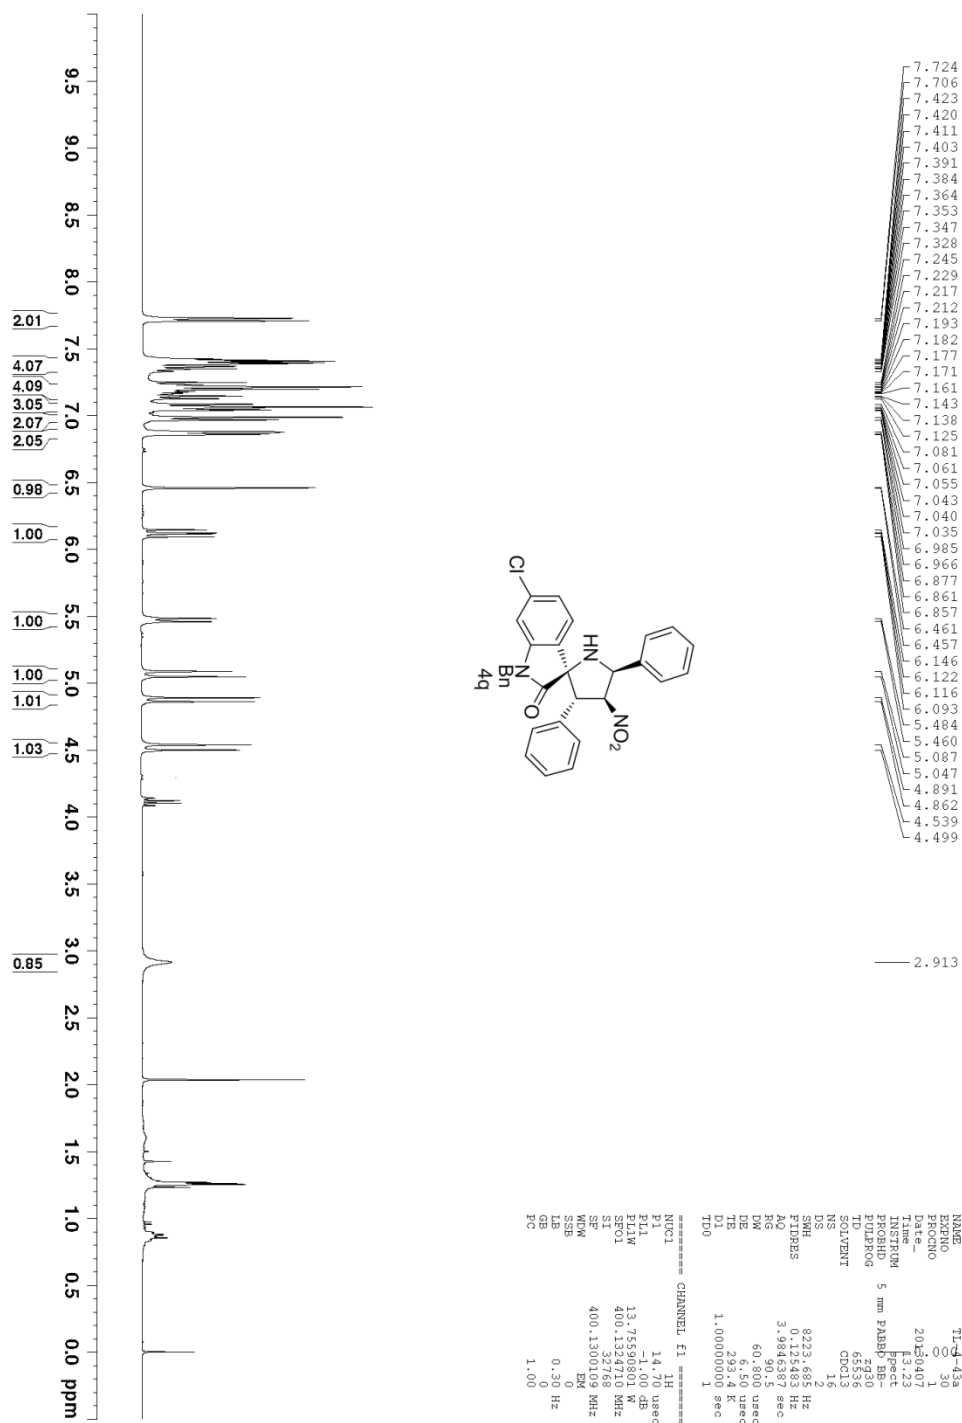 7.724
7.706
7.423
7.420
7.411
7.403
7.391
7.384
7.364
7.353
7.347
7.328
7.245
7.229
7.217
7.212
7.193
7.182
7.177
7.171
7.161
7.143
7.138
7.125
7.081
7.061
7.055
7.043
7.040
7.035
6.985
6.966
6.877
6.861
6.857
6.461
6.457
6.146
6.122
6.116
6.093
5.484
5.460
5.087
5.047
4.891
4.862
4.539
4.499
2.913
NAME TL-4-43a
EXPNO 30
PROCNO 1
Date_ 20130407
Time 13.23
INSTRUM spect
PROBHD 5 mm PABBO BB-
PULPROG zg30
TD 65536
SOLVENT CDCl3
NS 16
DS 2
SWH 8223.685 Hz
FIDRES 0.125483 Hz
AQ 3.9846387 sec
RG 90.5
DW 60.800 usec
DE 6.50 usec
TE 293.4 K
D1 1.00000000 sec
TD0 1
======== CHANNEL f1 ========
NUC1 1H
P1 14.70 usec
PL1 -1.00 dB
PL1W 13.75590801 W
SFO1 400.1324710 MHz
SI 32768
SF 400.1300109 MHz
WDW EM
SSB 0
LB 0.30 Hz
GB 0
PC 1.00
HN
NO2
Cl
N
Bn
O
4q
9.5 9.0 8.5 8.0 7.5 7.0 6.5 6.0 5.5 5.0 4.5 4.0 3.5 3.0 2.5 2.0 1.5 1.0 0.5 0.0 ppm
2.01
4.07
4.09
3.05
2.07
2.05
0.98
1.00
1.00
1.00
1.01
1.03
0.85